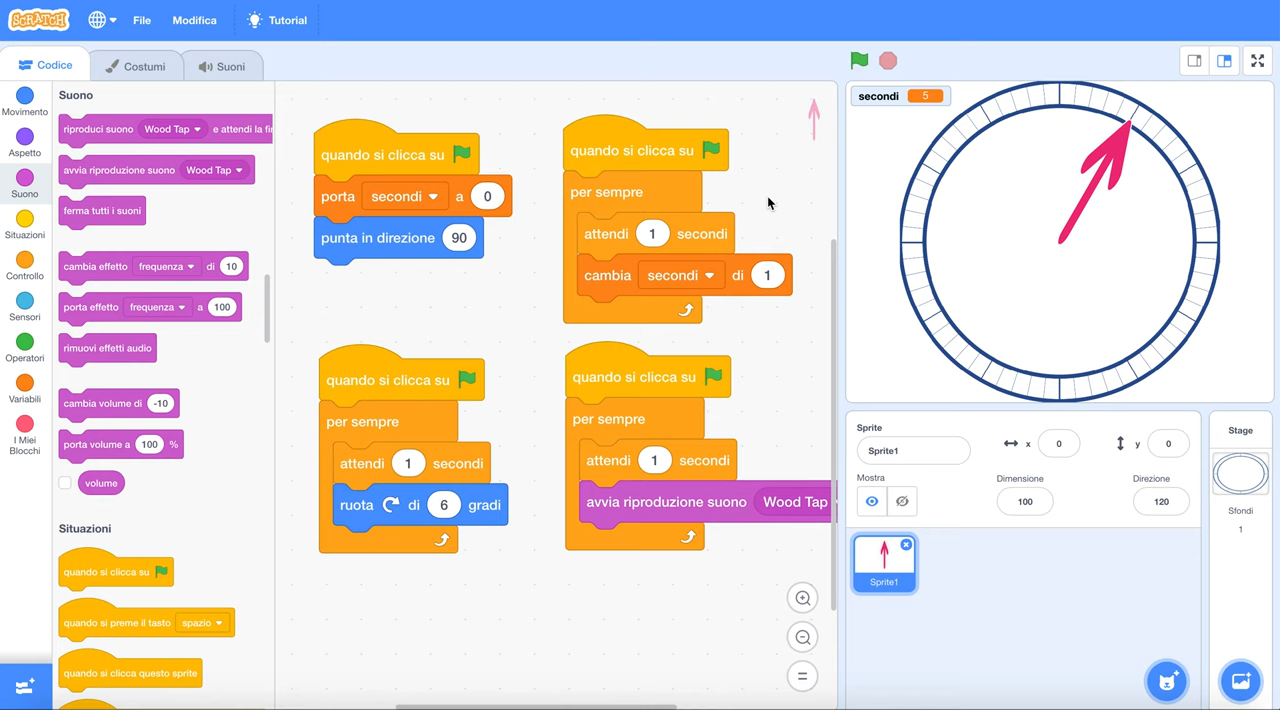 SCRATCH
File
Modifica
Tutorial
Codice
Costumi
Suoni
Movimento
Aspetto
Suono
Situazioni
Controllo
Sensori
Operatori
Variabili
I Miei
Blocchi
Suono
riproduci suono Wood Tap e attendi la fi
avvia riproduzione suono Wood Tap
ferma tutti i suoni
cambia effetto frequenza di 10
porta effetto frequenza a 100
rimuovi effetti audio
cambia volume di -10
porta volume a 100 %
volume
Situazioni
quando si clicca su
quando si preme il tasto spazio
quando si clicca questo sprite
quando si clicca su
porta secondi a 0
punta in direzione 90
quando si clicca su
per sempre
attendi 1 secondi
cambia secondi di 1
quando si clicca su
per sempre
attendi 1 secondi
ruota di 6 gradi
quando si clicca su
per sempre
attendi 1 secondi
avvia riproduzione suono Wood Tap
secondi 5
Sprite
Sprite1
x 0
y 0
Mostra
Dimensione
100
Direzione
120
Sprite1
Stage
Sfondi
1